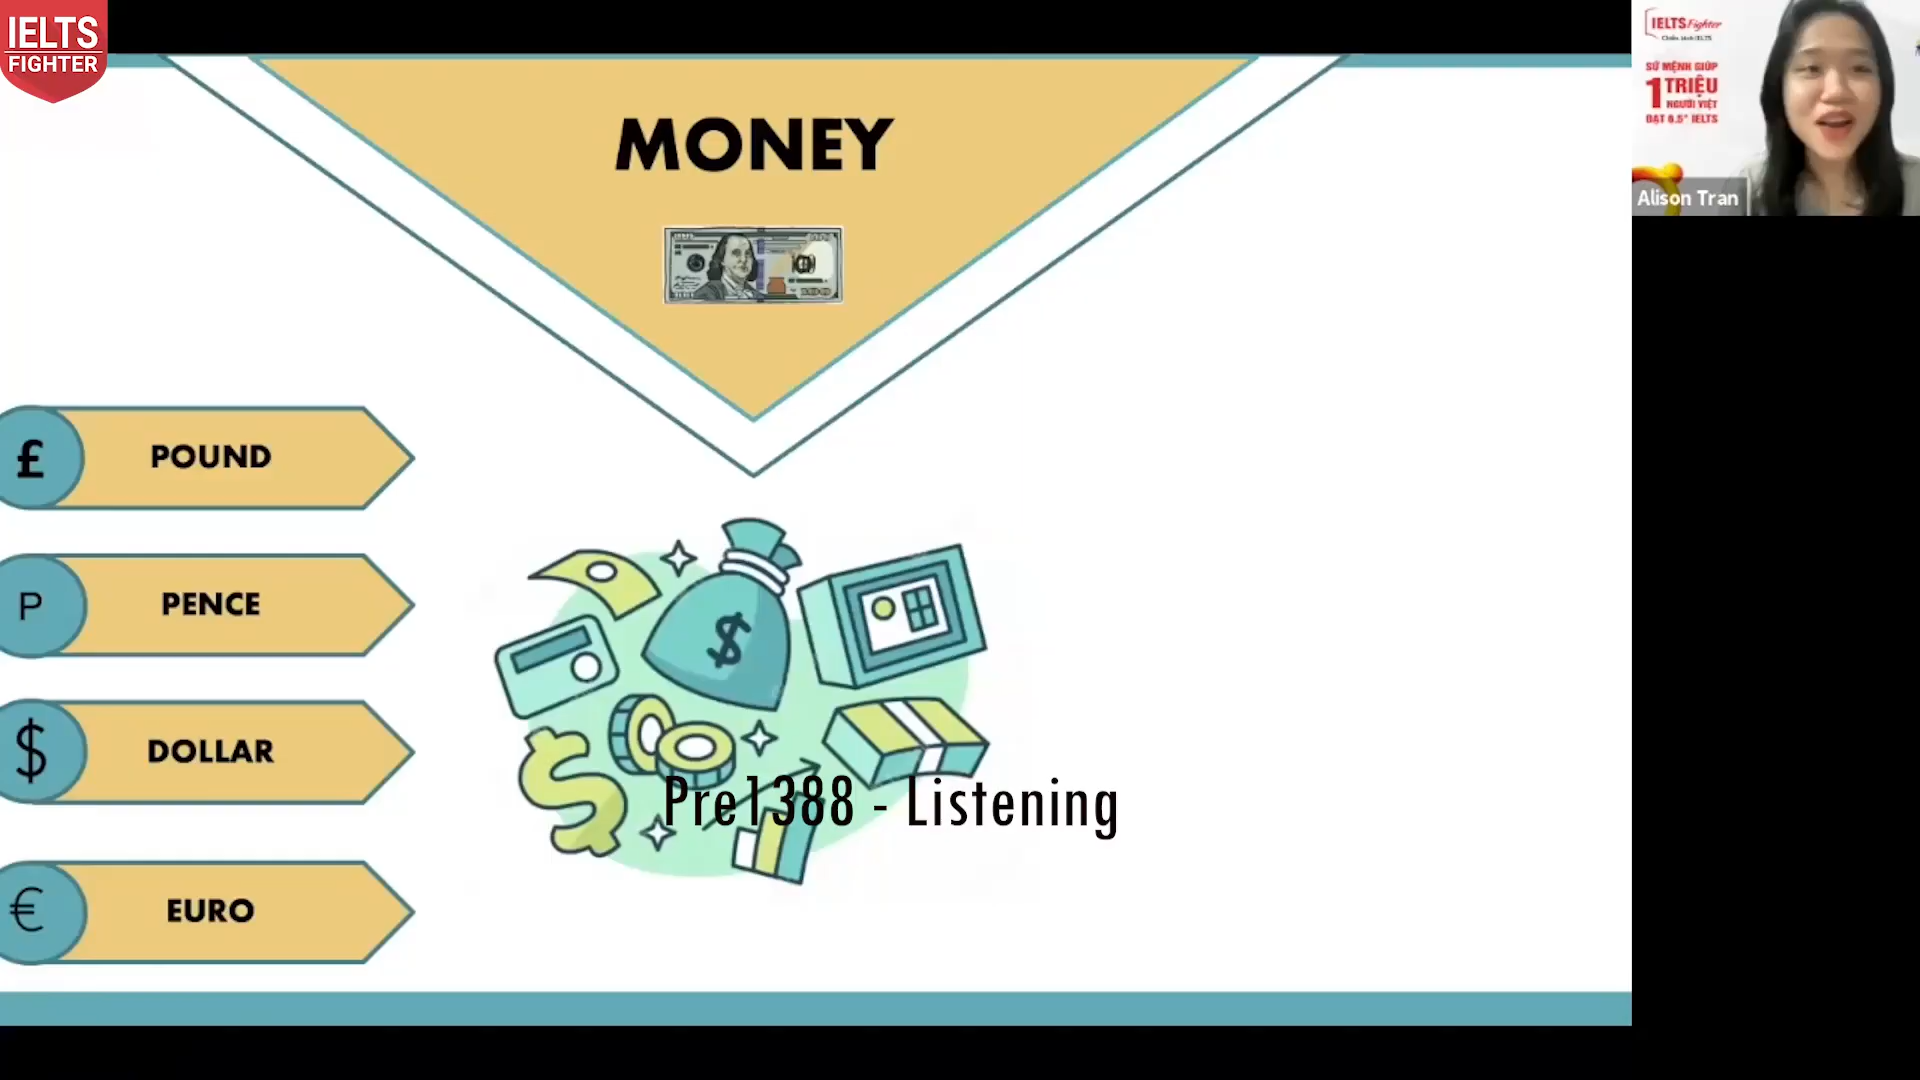 IELTS
FIGHTER
MONEY
£ POUND
P PENCE
$ DOLLAR
€ EURO
$
Pre1388 - Listening
IELTS Fighter
SỨ MỆNH GIÚP
1 TRIỆU
NGƯỜI VIỆT
ĐẠT 6.5+ IELTS
Alison Tran